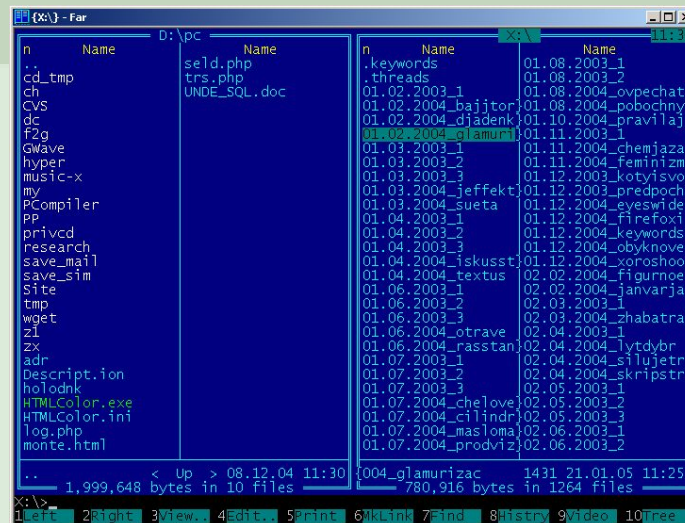 {X:\} - Far
D:\pc
n Name Name
..
cd_tmp
ch
CVS
dc
f2g
GWave
hyper
music-x
my
PCompiler
PP
privcd
research
save_mail
save_sim
Site
tmp
wget
z1
zx
adr
Descript.ion
holodnk
HTMLColor.exe
HTMLColor.ini
log.php
monte.html
seld.php
trs.php
UNDE_SQL.doc
.. < Up > 08.12.04 11:30
1,999,648 bytes in 10 files
X:\ 11:3
n Name Name
.keywords
.threads
01.02.2003_1
01.02.2004_bajjtor}
01.02.2004_djadenk}
01.02.2004_glamuri
01.03.2003_1
01.03.2003_2
01.03.2003_3
01.03.2004_jeffekt}
01.03.2004_sueta
01.04.2003_1
01.04.2003_2
01.04.2003_3
01.04.2004_iskusst}
01.04.2004_textus
01.06.2003_1
01.06.2003_2
01.06.2003_3
01.06.2004_otrave
01.06.2004_rasstan}
01.07.2003_1
01.07.2003_2
01.07.2003_3
01.07.2004_chelove}
01.07.2004_cilindr}
01.07.2004_masloma}
01.07.2004_prodviz}
01.08.2003_1
01.08.2003_2
01.08.2004_ovpechat
01.08.2004_pobochny
01.10.2004_pravilaj
01.11.2003_1
01.11.2004_chemjaza
01.11.2004_feminizm
01.12.2003_kotyisvo
01.12.2003_predpoch
01.12.2004_eyeswide
01.12.2004_firefoxi
01.12.2004_keywords
01.12.2004_obyknove
01.12.2004_xoroshoo
02.02.2004_figurnoe
02.02.2004_janvarja
02.03.2003_1
02.03.2004_zhabatra
02.04.2003_1
02.04.2004_lytdybr
02.04.2004_silujetr
02.04.2004_skripstr
02.05.2003_1
02.05.2003_2
02.05.2003_3
02.06.2003_1
02.06.2003_2
{004_glamurizac 1431 21.01.05 11:25
780,916 bytes in 1264 files
X:\>_
1Left 2Right 3View.. 4Edit.. 5Print 6MkLink 7Find 8Histry 9Video 10Tree